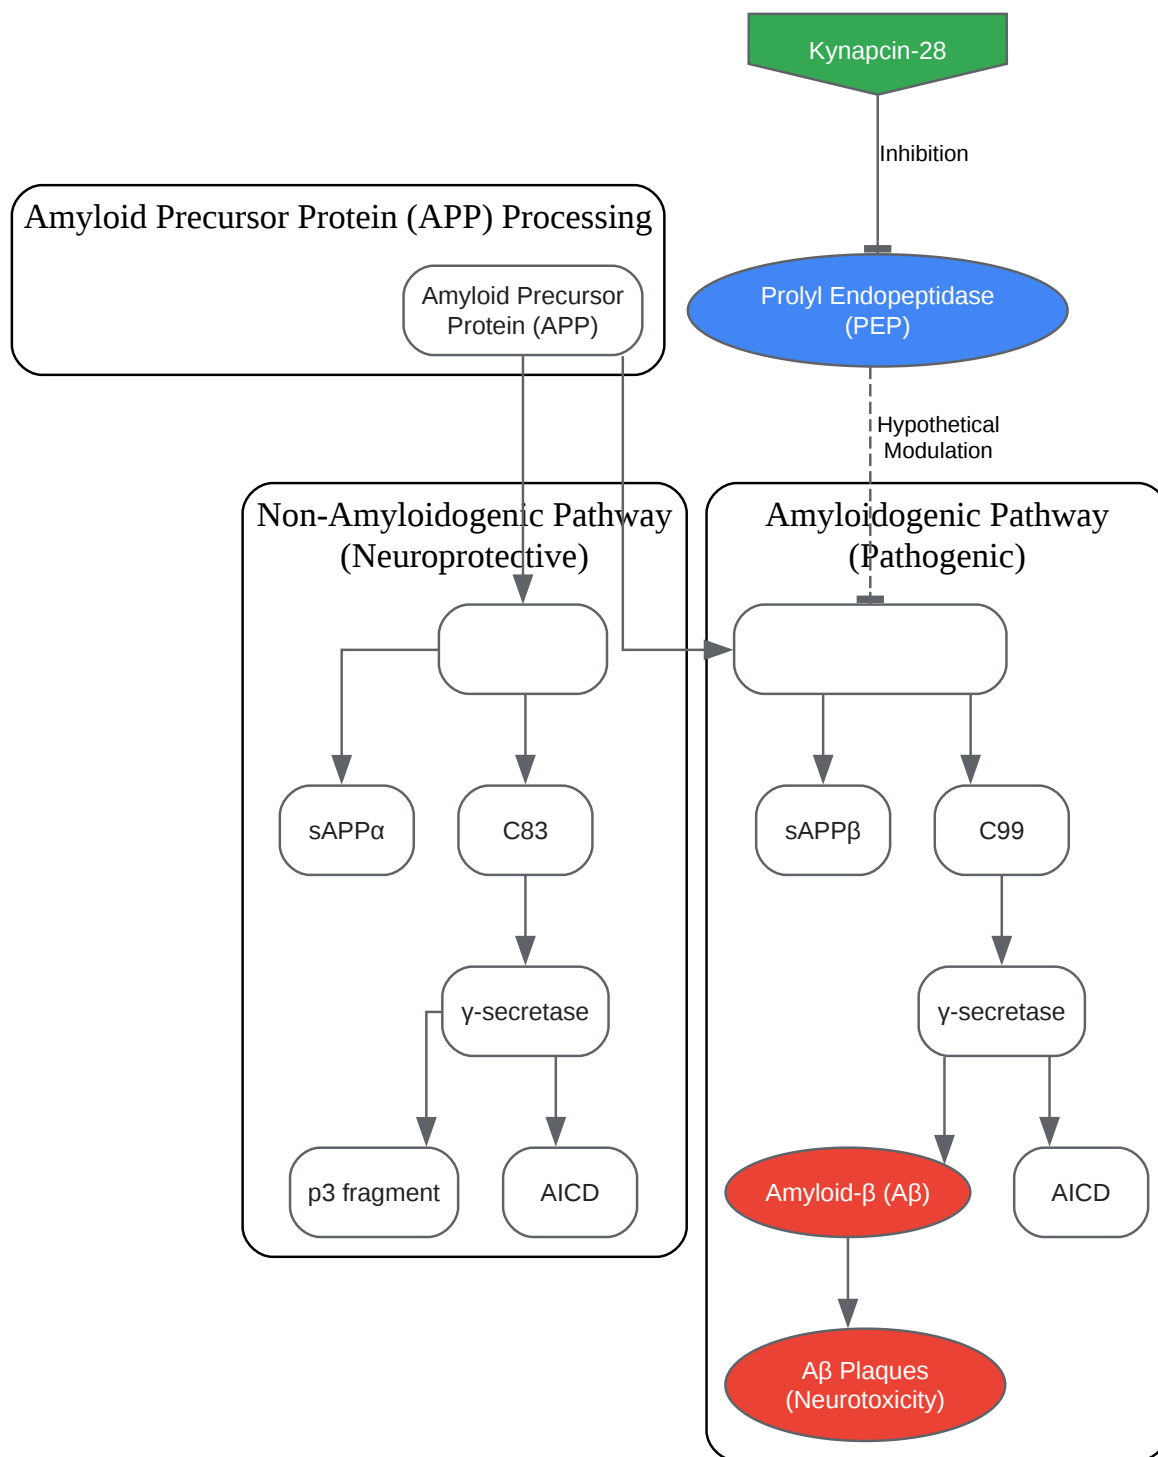 Kynapcin-28
Inhibition
Amyloid Precursor Protein (APP) Processing
Amyloid Precursor
Protein (APP)
Prolyl Endopeptidase
(PEP)
Hypothetical
Modulation
Non-Amyloidogenic Pathway
(Neuroprotective)
Amyloidogenic Pathway
(Pathogenic)
sAPPα
C83
sAPPβ
C99
γ-secretase
γ-secretase
p3 fragment
AICD
Amyloid-β (Aβ)
AICD
Aβ Plaques
(Neurotoxicity)